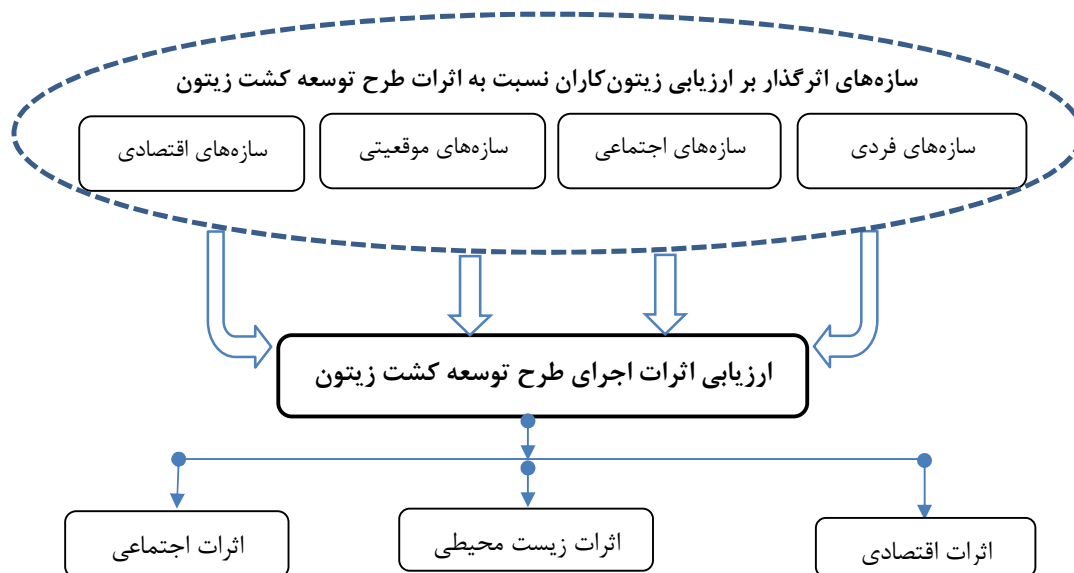 سازه‌های اثرگذار بر ارزیابی زیتون‌کاران نسبت به اثرات طرح توسعه کشت زیتون
سازه‌های فردی
سازه‌های اجتماعی
سازه‌های موقعیتی
سازه‌های اقتصادی
ارزیابی اثرات اجرای طرح توسعه کشت زیتون
اثرات اقتصادی
اثرات زیست محیطی
اثرات اجتماعی